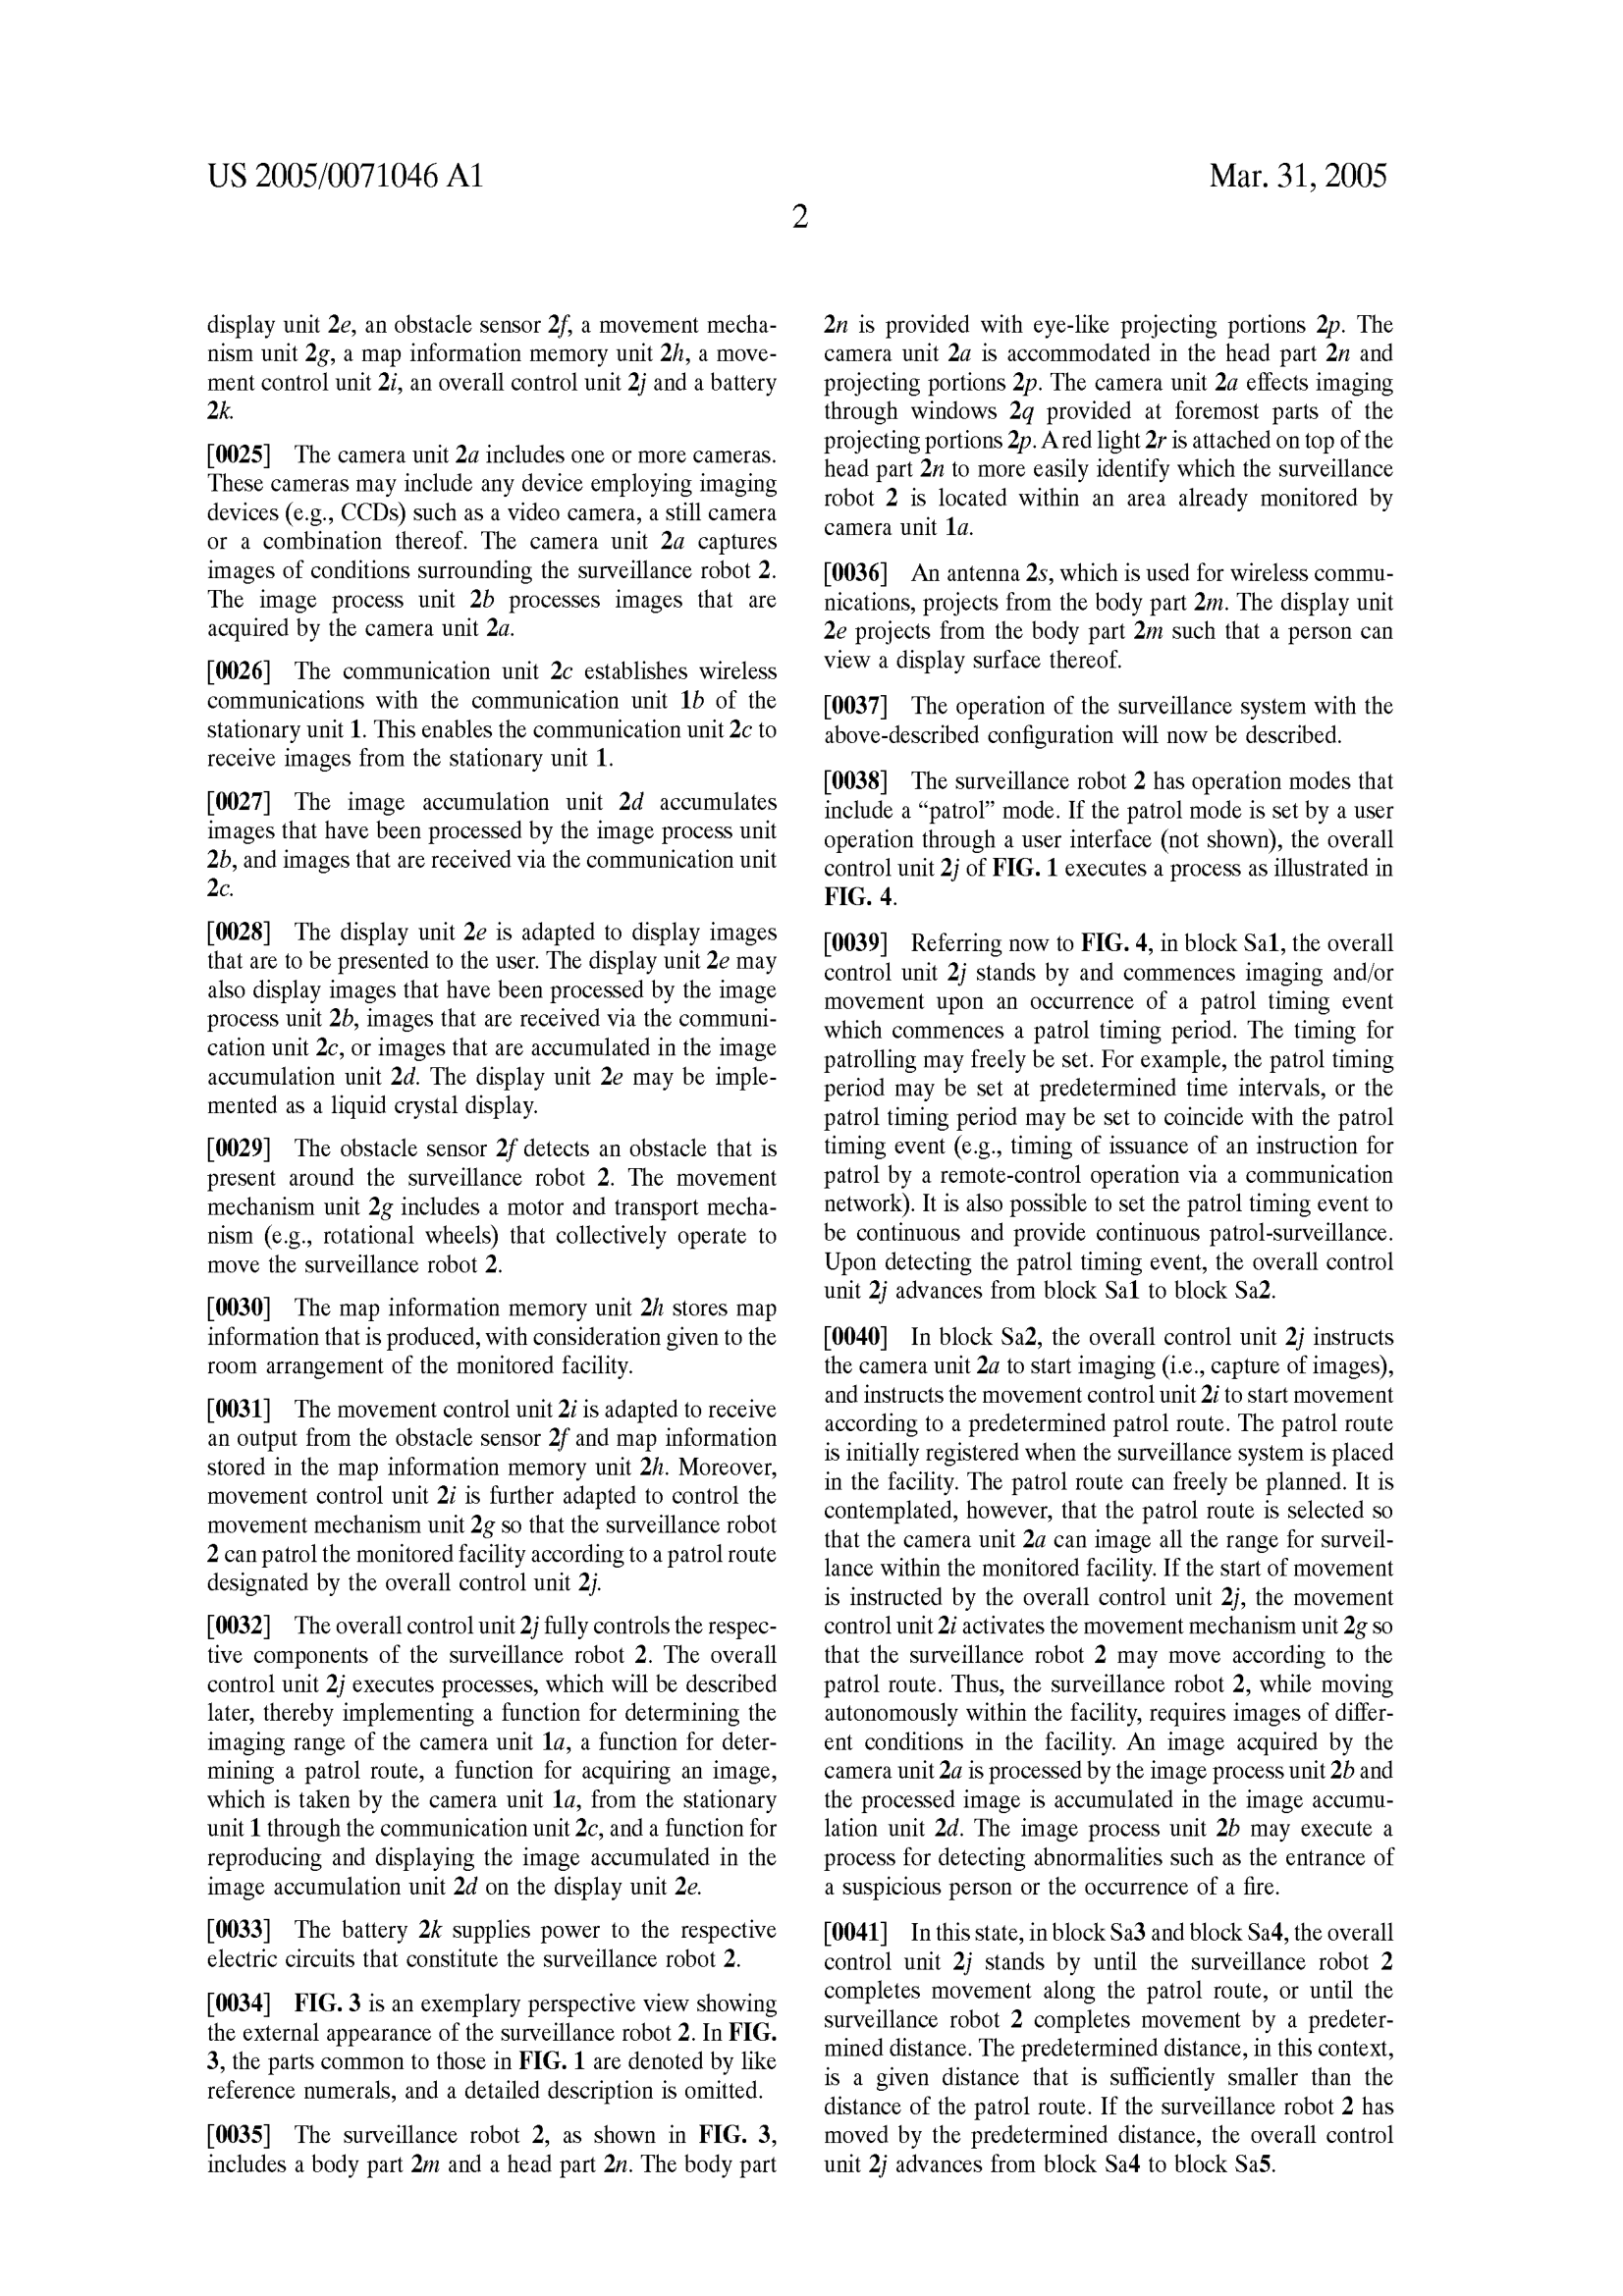 US 2005/0071046 A1
Mar. 31, 2005
2
display unit 2e, an obstacle sensor 2f, a movement mecha-
nism unit 2g, a map information memory unit 2h, a move-
ment control unit 2i, an overall control unit 2j and a battery
2k.
[0025] The camera unit 2a includes one or more cameras.
These cameras may include any device employing imaging
devices (e.g., CCDs) such as a video camera, a still camera
or a combination thereof. The camera unit 2a captures
images of conditions surrounding the surveillance robot 2.
The image process unit 2b processes images that are
acquired by the camera unit 2a.
[0026] The communication unit 2c establishes wireless
communications with the communication unit 1b of the
stationary unit 1. This enables the communication unit 2c to
receive images from the stationary unit 1.
[0027] The image accumulation unit 2d accumulates
images that have been processed by the image process unit
2b, and images that are received via the communication unit
2c.
[0028] The display unit 2e is adapted to display images
that are to be presented to the user. The display unit 2e may
also display images that have been processed by the image
process unit 2b, images that are received via the communi-
cation unit 2c, or images that are accumulated in the image
accumulation unit 2d. The display unit 2e may be imple-
mented as a liquid crystal display.
[0029] The obstacle sensor 2f detects an obstacle that is
present around the surveillance robot 2. The movement
mechanism unit 2g includes a motor and transport mecha-
nism (e.g., rotational wheels) that collectively operate to
move the surveillance robot 2.
[0030] The map information memory unit 2h stores map
information that is produced, with consideration given to the
room arrangement of the monitored facility.
[0031] The movement control unit 2i is adapted to receive
an output from the obstacle sensor 2f and map information
stored in the map information memory unit 2h. Moreover,
movement control unit 2i is further adapted to control the
movement mechanism unit 2g so that the surveillance robot
2 can patrol the monitored facility according to a patrol route
designated by the overall control unit 2j.
[0032] The overall control unit 2j fully controls the respec-
tive components of the surveillance robot 2. The overall
control unit 2j executes processes, which will be described
later, thereby implementing a function for determining the
imaging range of the camera unit 1a, a function for deter-
mining a patrol route, a function for acquiring an image,
which is taken by the camera unit 1a, from the stationary
unit 1 through the communication unit 2c, and a function for
reproducing and displaying the image accumulated in the
image accumulation unit 2d on the display unit 2e.
[0033] The battery 2k supplies power to the respective
electric circuits that constitute the surveillance robot 2.
[0034] FIG. 3 is an exemplary perspective view showing
the external appearance of the surveillance robot 2. In FIG.
3, the parts common to those in FIG. 1 are denoted by like
reference numerals, and a detailed description is omitted.
[0035] The surveillance robot 2, as shown in FIG. 3,
includes a body part 2m and a head part 2n. The body part
2n is provided with eye-like projecting portions 2p. The
camera unit 2a is accommodated in the head part 2n and
projecting portions 2p. The camera unit 2a effects imaging
through windows 2q provided at foremost parts of the
projecting portions 2p. A red light 2r is attached on top of the
head part 2n to more easily identify which the surveillance
robot 2 is located within an area already monitored by
camera unit 1a.
[0036] An antenna 2s, which is used for wireless commu-
nications, projects from the body part 2m. The display unit
2e projects from the body part 2m such that a person can
view a display surface thereof.
[0037] The operation of the surveillance system with the
above-described configuration will now be described.
[0038] The surveillance robot 2 has operation modes that
include a “patrol” mode. If the patrol mode is set by a user
operation through a user interface (not shown), the overall
control unit 2j of FIG. 1 executes a process as illustrated in
FIG. 4.
[0039] Referring now to FIG. 4, in block Sa1, the overall
control unit 2j stands by and commences imaging and/or
movement upon an occurrence of a patrol timing event
which commences a patrol timing period. The timing for
patrolling may freely be set. For example, the patrol timing
period may be set at predetermined time intervals, or the
patrol timing period may be set to coincide with the patrol
timing event (e.g., timing of issuance of an instruction for
patrol by a remote-control operation via a communication
network). It is also possible to set the patrol timing event to
be continuous and provide continuous patrol-surveillance.
Upon detecting the patrol timing event, the overall control
unit 2j advances from block Sa1 to block Sa2.
[0040] In block Sa2, the overall control unit 2j instructs
the camera unit 2a to start imaging (i.e., capture of images),
and instructs the movement control unit 2i to start movement
according to a predetermined patrol route. The patrol route
is initially registered when the surveillance system is placed
in the facility. The patrol route can freely be planned. It is
contemplated, however, that the patrol route is selected so
that the camera unit 2a can image all the range for surveil-
lance within the monitored facility. If the start of movement
is instructed by the overall control unit 2j, the movement
control unit 2i activates the movement mechanism unit 2g so
that the surveillance robot 2 may move according to the
patrol route. Thus, the surveillance robot 2, while moving
autonomously within the facility, requires images of differ-
ent conditions in the facility. An image acquired by the
camera unit 2a is processed by the image process unit 2b and
the processed image is accumulated in the image accumu-
lation unit 2d. The image process unit 2b may execute a
process for detecting abnormalities such as the entrance of
a suspicious person or the occurrence of a fire.
[0041] In this state, in block Sa3 and block Sa4, the overall
control unit 2j stands by until the surveillance robot 2
completes movement along the patrol route, or until the
surveillance robot 2 completes movement by a predeter-
mined distance. The predetermined distance, in this context,
is a given distance that is sufficiently smaller than the
distance of the patrol route. If the surveillance robot 2 has
moved by the predetermined distance, the overall control
unit 2j advances from block Sa4 to block Sa5.